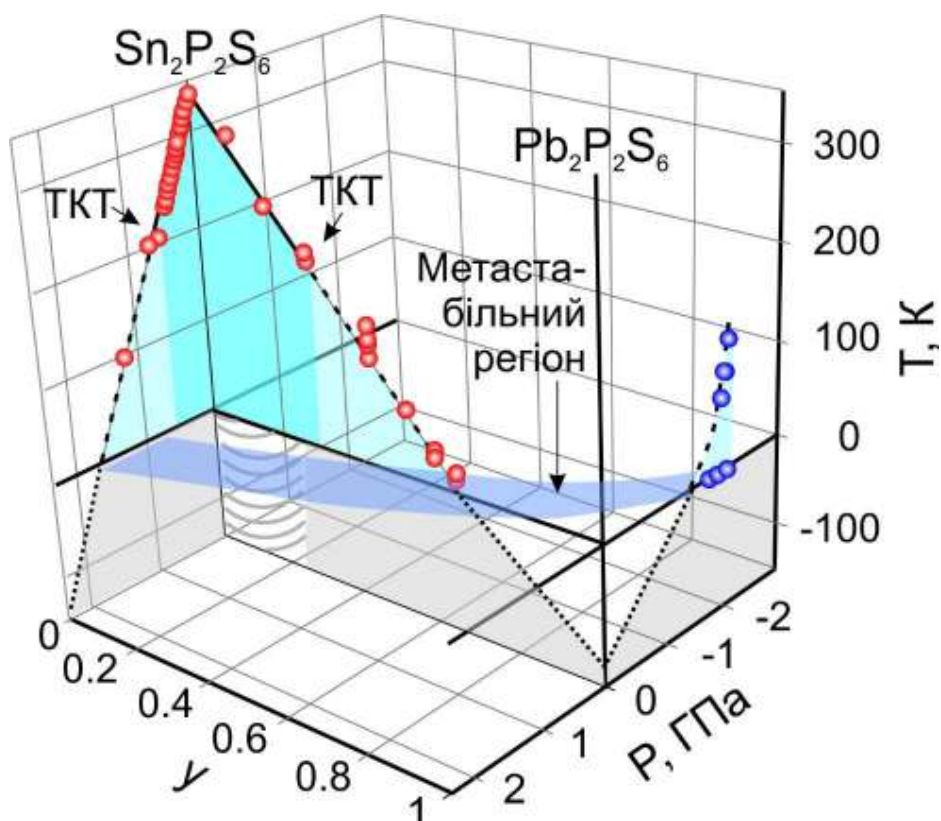 Sn₂P₂S₆
Pb₂P₂S₆
ТКТ
ТКТ
Метаста-
більний
регіон
300
200
100
0
-100
T, K
0
0.2
0.4
0.6
0.8
1
y
2
1
0
-1
-2
P, ГПа